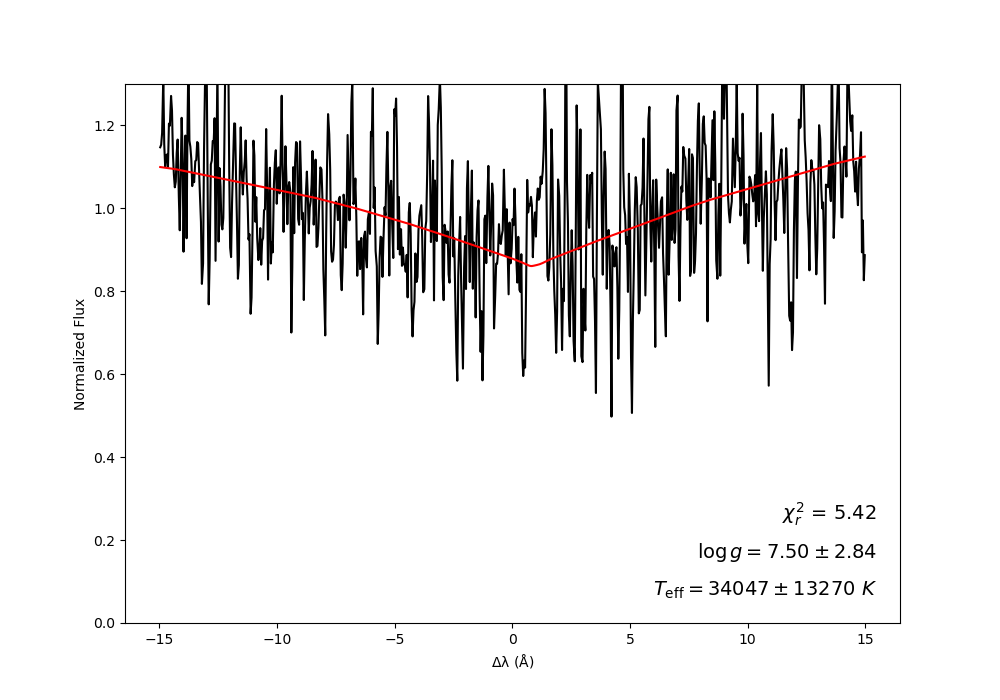 1.2
1.0
0.8
0.6
0.4
0.2
0.0
Normalized Flux
χ²ᵣ = 5.42
log g = 7.50 ± 2.84
T_eff = 34047 ± 13270 K
−15 −10 −5 0 5 10 15
Δλ (Å)